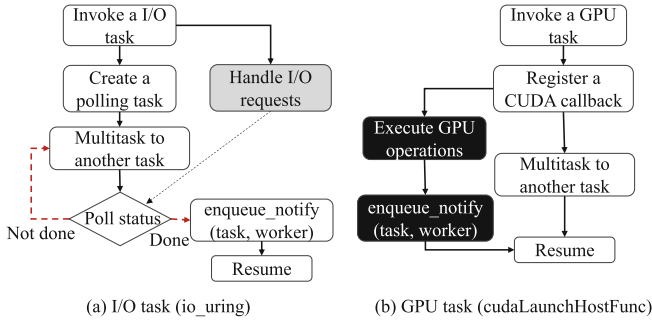 Invoke a I/O
task
Create a
polling task
Handle I/O
requests
Multitask to
another task
Poll status
Not done
Done
enqueue_notify
(task, worker)
Resume
(a) I/O task (io_uring)
Invoke a GPU
task
Register a
CUDA callback
Execute GPU
operations
Multitask to
another task
enqueue_notify
(task, worker)
Resume
(b) GPU task (cudaLaunchHostFunc)